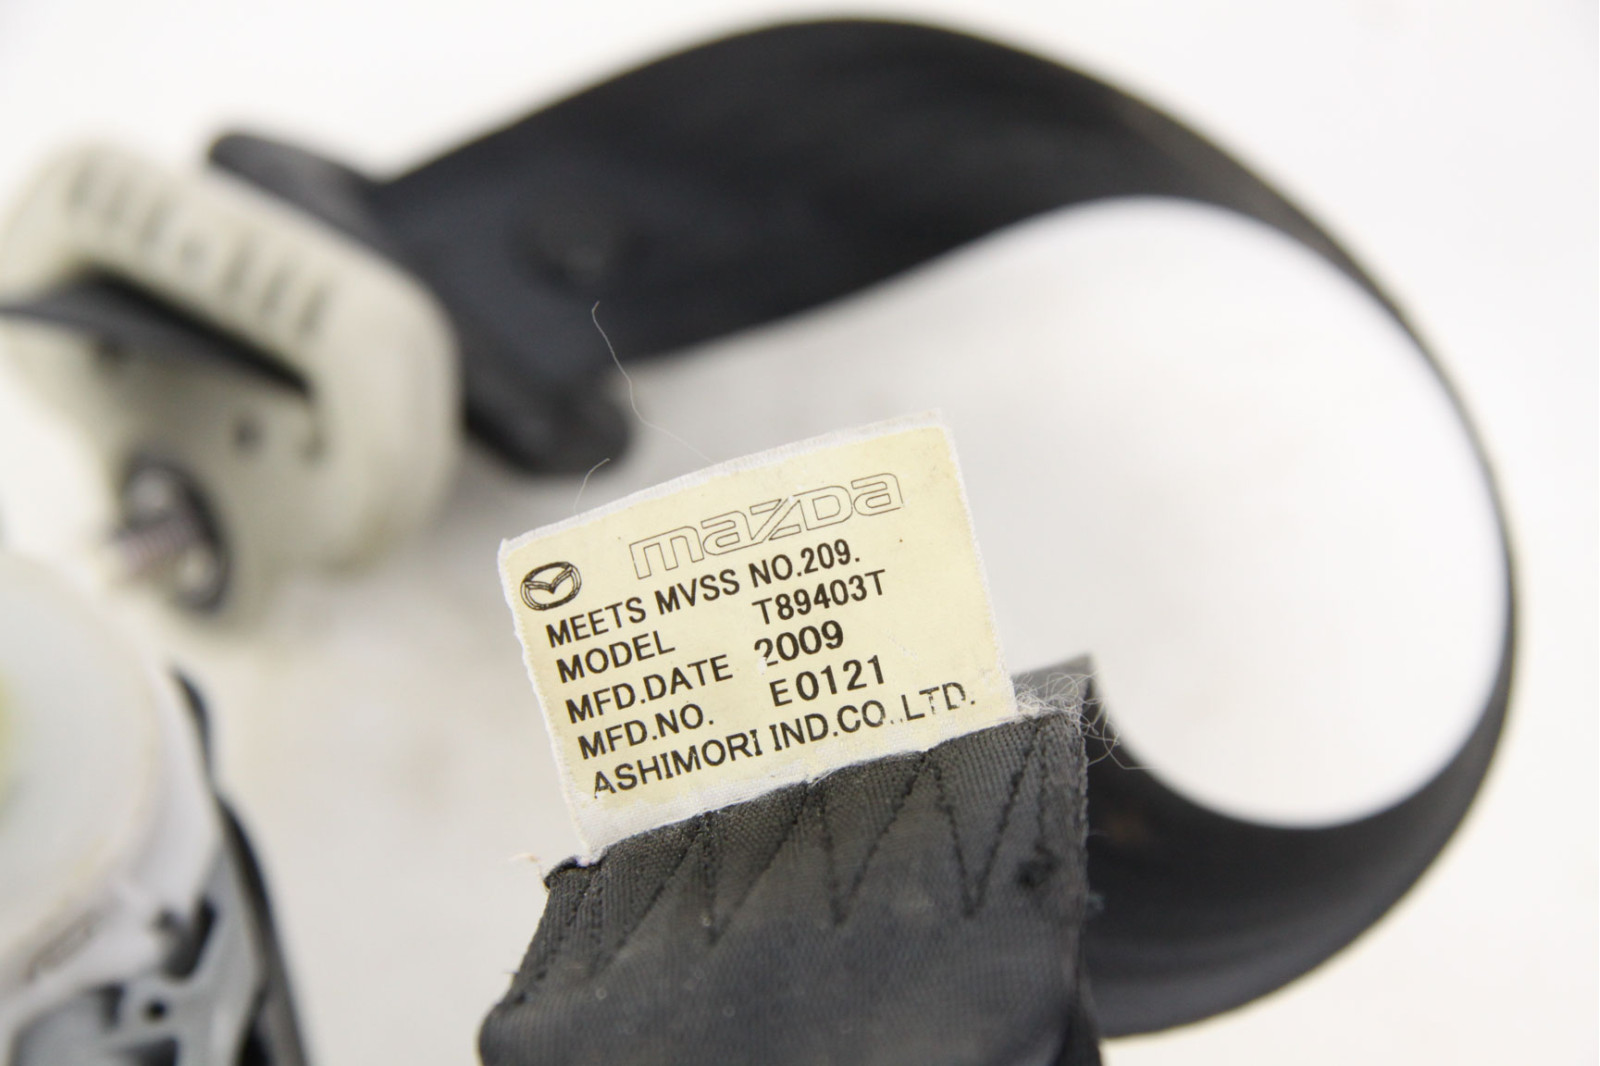 mazda
MEETS MVSS NO.209.
MODEL T89403T
MFD.DATE 2009
MFD.NO. E0121
ASHIMORI IND.CO.,LTD.